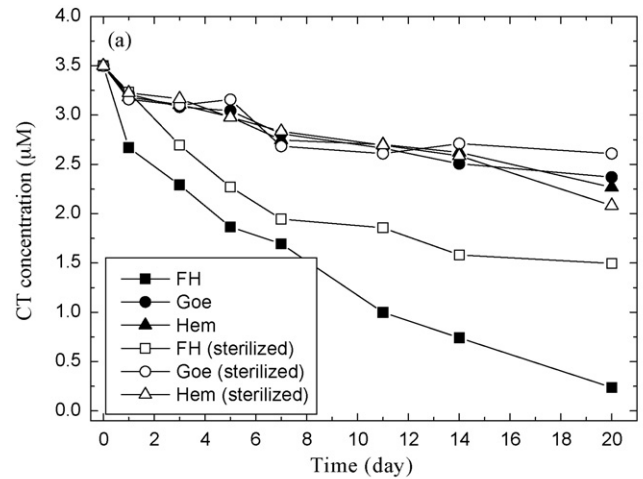 (a)
4.0
3.5
3.0
2.5
2.0
1.5
1.0
0.5
0.0
CT concentration (µM)
FH
Goe
Hem
FH (sterilized)
Goe (sterilized)
Hem (sterilized)
0 2 4 6 8 10 12 14 16 18 20
Time (day)